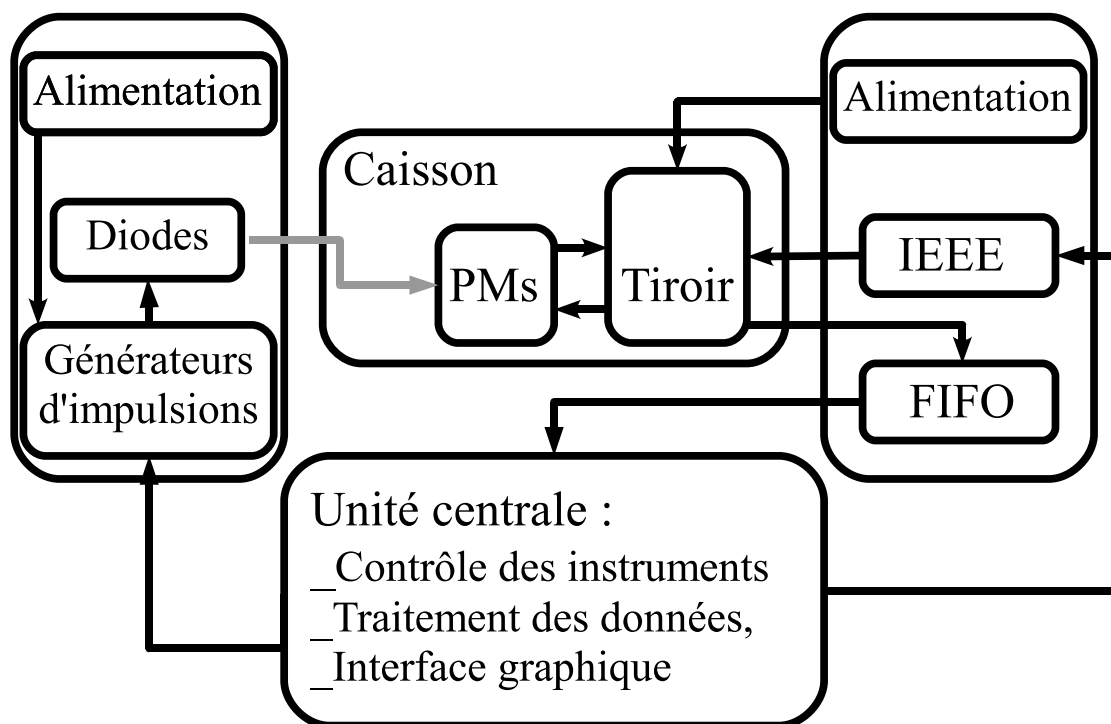 Alimentation
Diodes
Générateurs
d'impulsions
Caisson
PMs
Tiroir
Alimentation
IEEE
FIFO
Unité centrale :
_Contrôle des instruments
_Traitement des données,
_Interface graphique